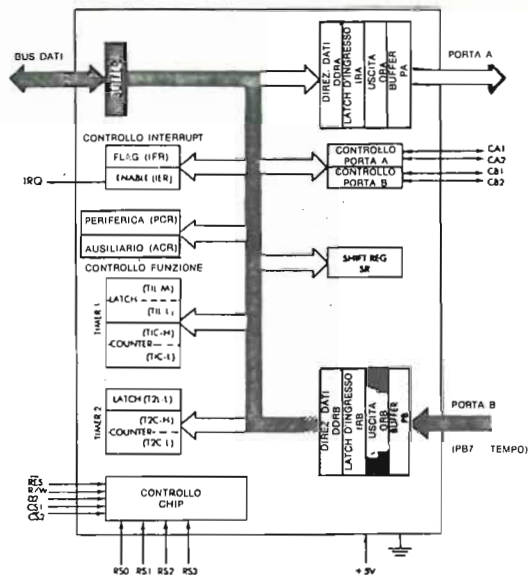 BUS DATI
DIREZ. DATI
DDRA
LATCH D'INGRESSO
IRA
USCITA
ORA
BUFFER
PA
PORTA A
CONTROLLO INTERRUPT
FLAG (IFR)
ENABLE (IER)
IRQ
CONTROLLO
PORTA A
CONTROLLO
PORTA B
CA1
CA2
CB1
CB2
PERIFERICA (PCR)
AUSILIARIO (ACR)
CONTROLLO FUNZIONE
SHIFT REG
SR
TIMER 1
LATCH
(T1L-L)
(T1C-H)
COUNTER
(T1C-L)
TIMER 2
LATCH (T2L-L)
(T2C-H)
COUNTER
(T2C-L)
DIREZ DATI
DDRB
LATCH D'INGRESSO
IRB
USCITA
ORB
BUFFER
PB
PORTA B
(PB7 TEMPO)
RES
R/W
CONTROLLO
CHIP
RS0 RS1 RS2 RS3
+5V